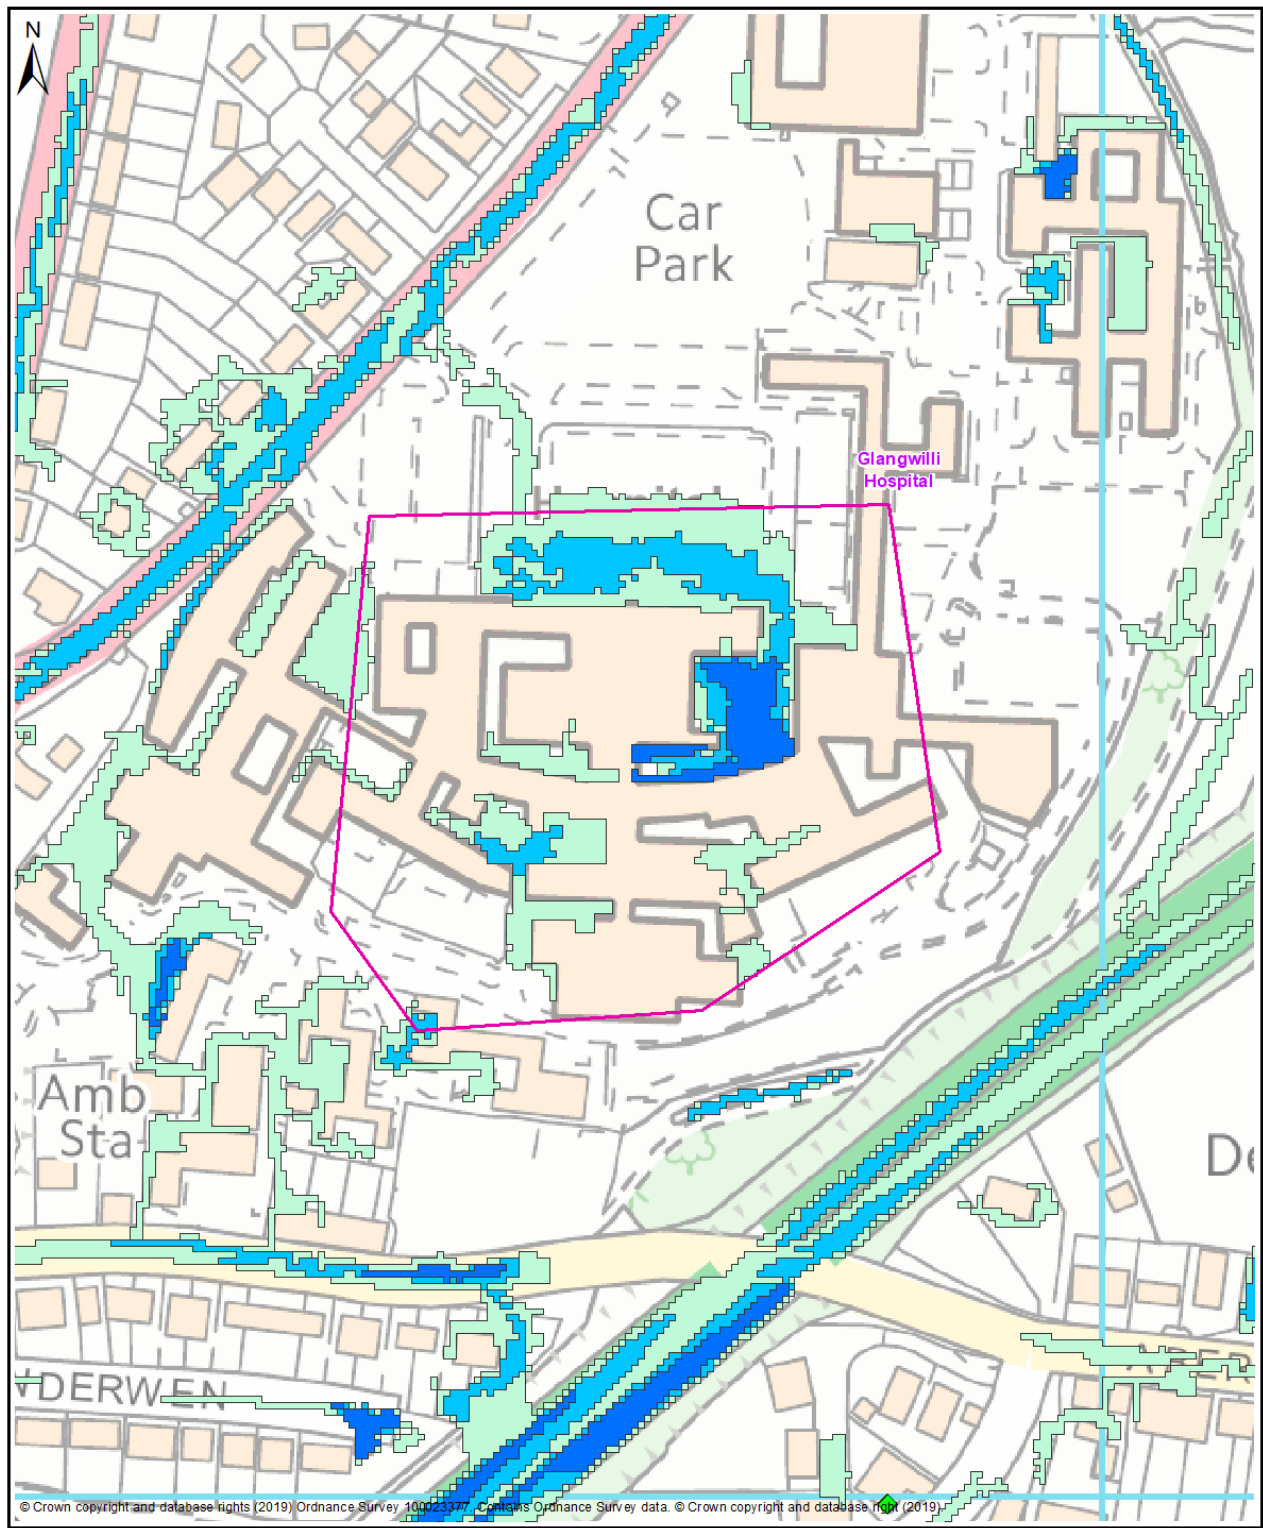 N
Car
Park
Glangwilli
Hospital
Amb
Sta
De
DERWEN
ABER
© Crown copyright and database rights (2019) Ordnance Survey 100023377. Contains Ordnance Survey data. © Crown copyright and database right (2019)